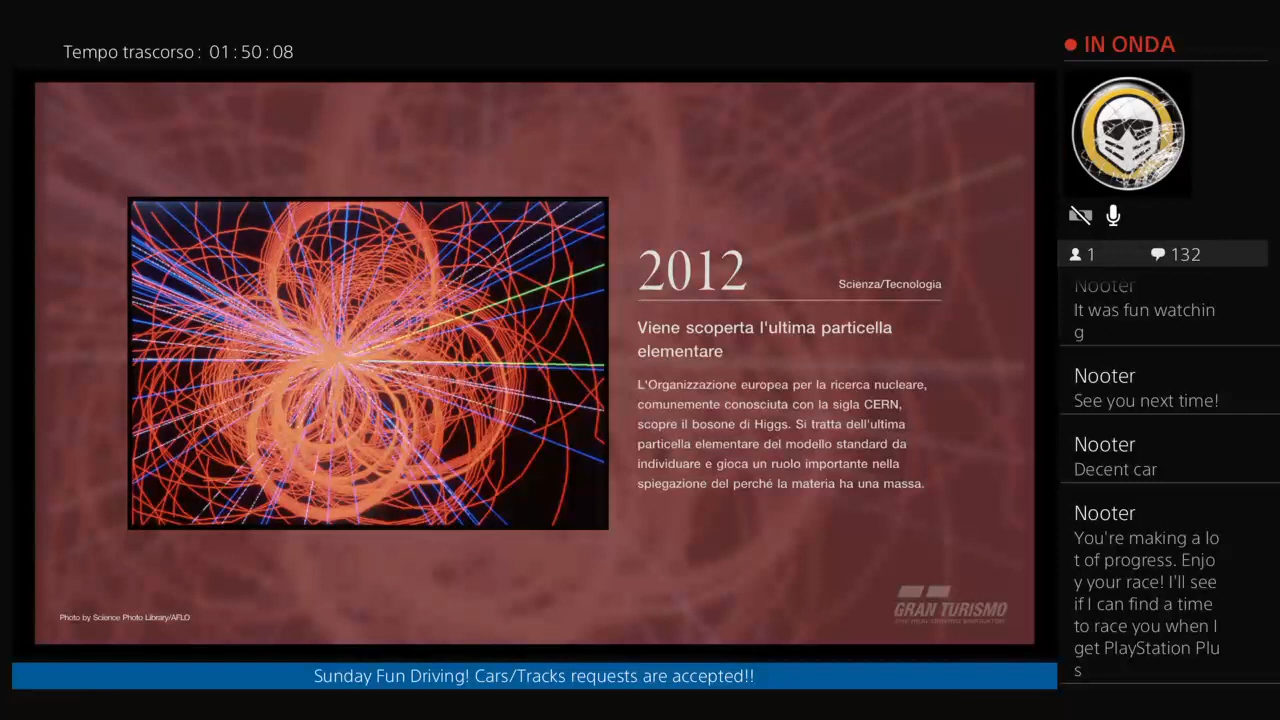 Tempo trascorso: 01:50:08
IN ONDA
1 132
2012
Scienza/Tecnologia
Viene scoperta l'ultima particella
elementare
L'Organizzazione europea per la ricerca nucleare,
comunemente conosciuta con la sigla CERN,
scopre il bosone di Higgs. Si tratta dell'ultima
particella elementare del modello standard da
individuare e gioca un ruolo importante nella
spiegazione del perché la materia ha una massa.
Photo by Science Photo Library/AFLO
GRAN TURISMO
Sunday Fun Driving! Cars/Tracks requests are accepted!!
Nooter
It was fun watchin
g
Nooter
See you next time!
Nooter
Decent car
Nooter
You're making a lo
t of progress. Enjo
y your race! I'll see
if I can find a time
to race you when I
get PlayStation Plu
s